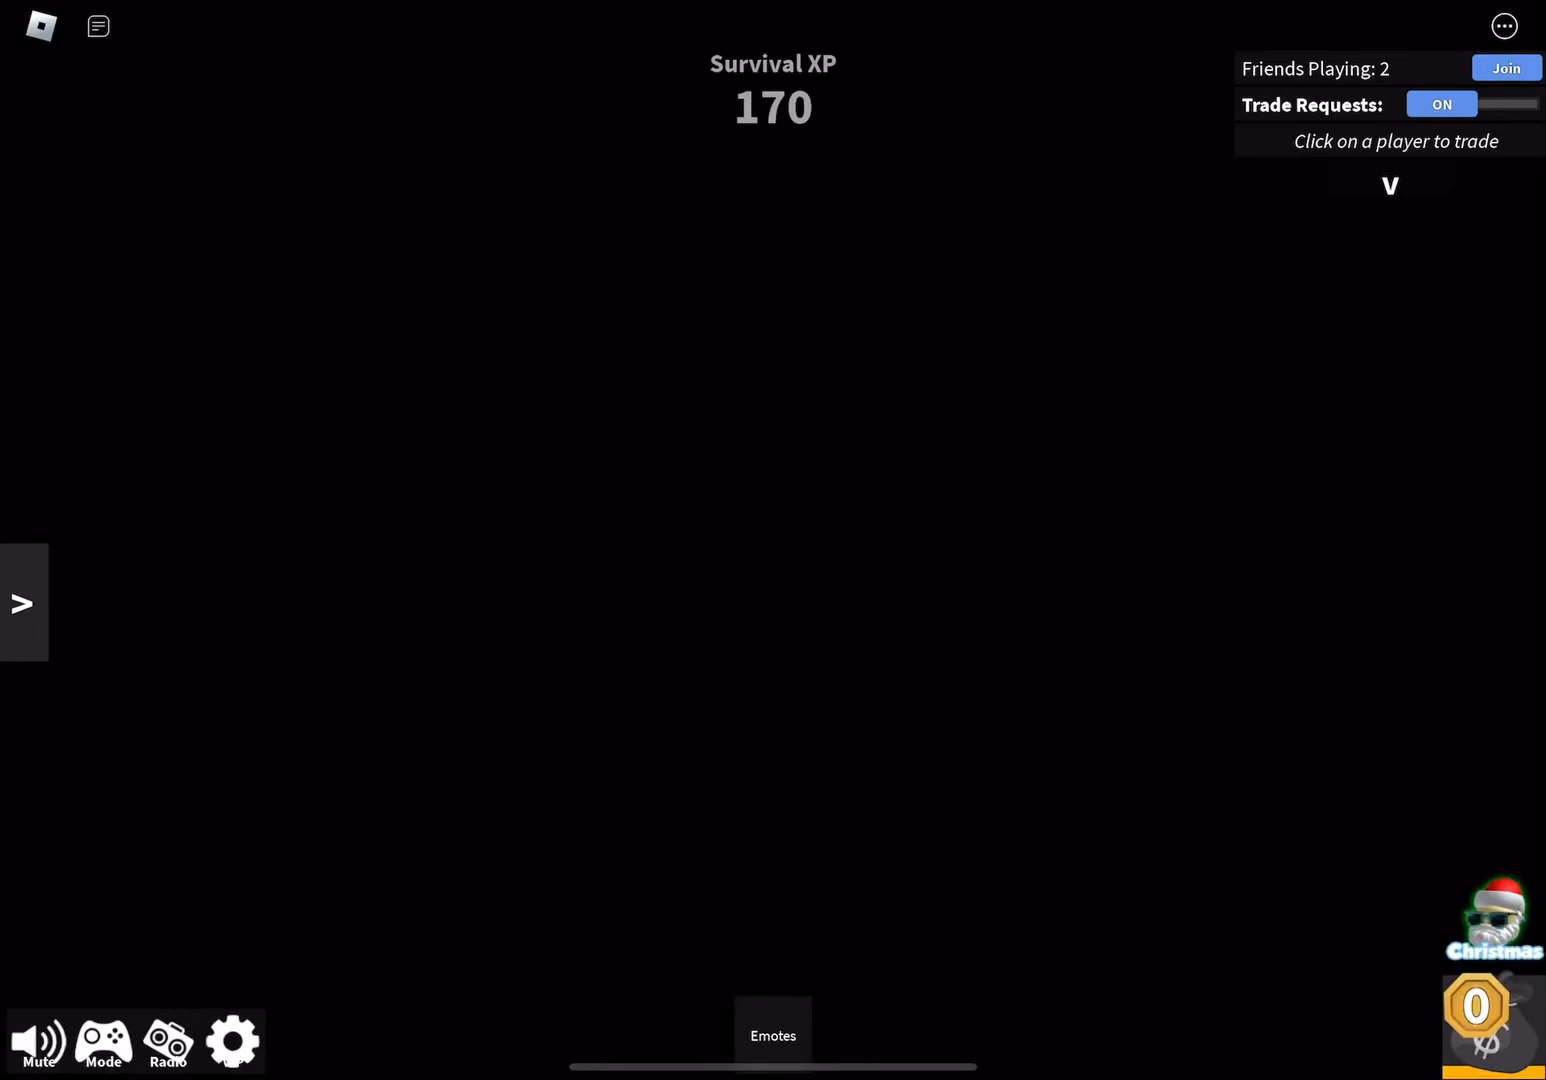 Survival XP
170
Friends Playing: 2 Join
Trade Requests: ON
Click on a player to trade
v
>
Christmas
0
Mute Mode Radio
Emotes